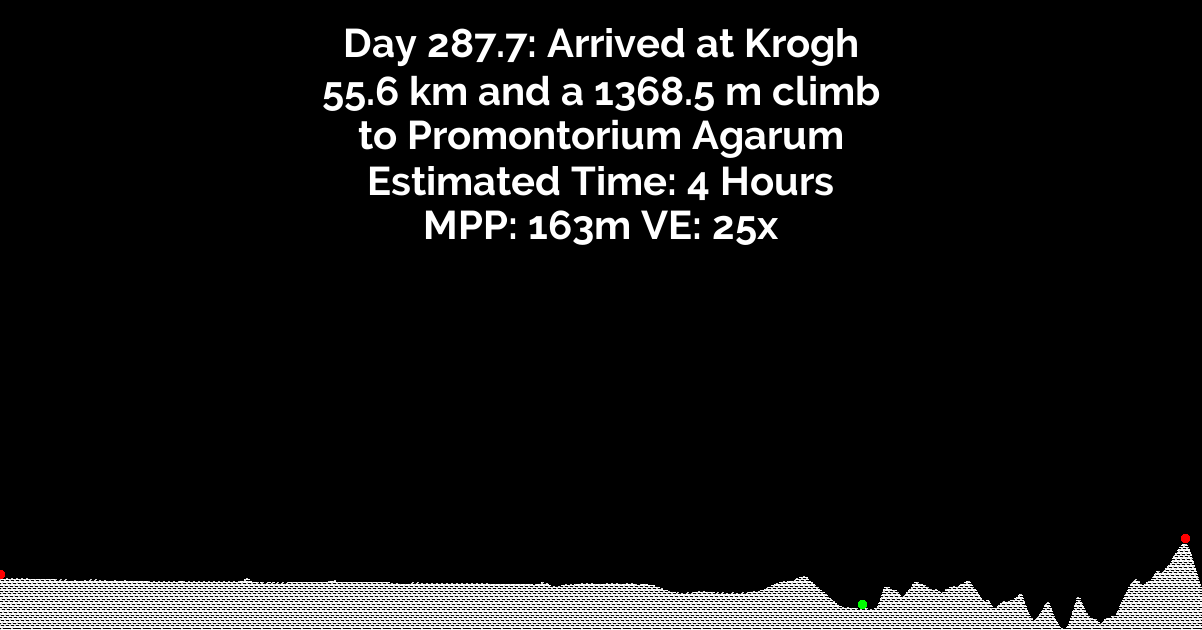 Day 287.7: Arrived at Krogh
55.6 km and a 1368.5 m climb
to Promontorium Agarum
Estimated Time: 4 Hours
MPP: 163m VE: 25x